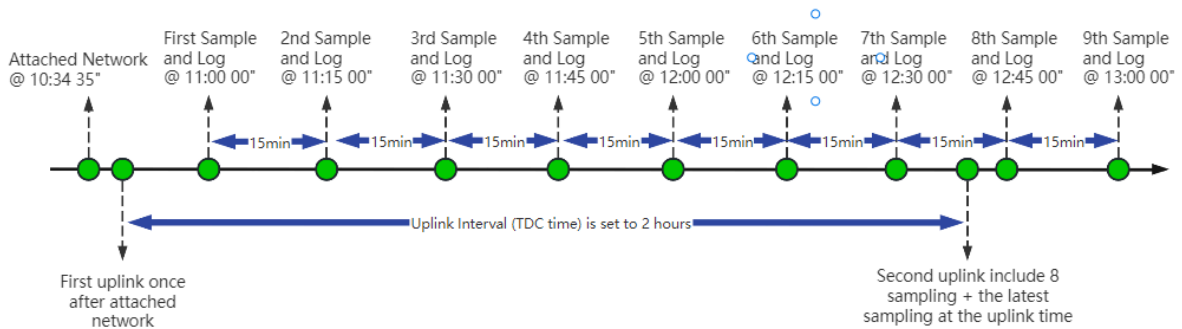 Attached Network
@ 10:34 35"
First Sample
and Log
@ 11:00 00"
2nd Sample
and Log
@ 11:15 00"
3rd Sample
and Log
@ 11:30 00"
4th Sample
and Log
@ 11:45 00"
5th Sample
and Log
@ 12:00 00"
6th Sample
and Log
@ 12:15 00"
7th Sample
and Log
@ 12:30 00"
8th Sample
and Log
@ 12:45 00"
9th Sample
and Log
@ 13:00 00"
15min
15min
15min
15min
15min
15min
15min
15min
Uplink Interval (TDC time) is set to 2 hours
First uplink once
after attached
network
Second uplink include 8
sampling + the latest
sampling at the uplink time